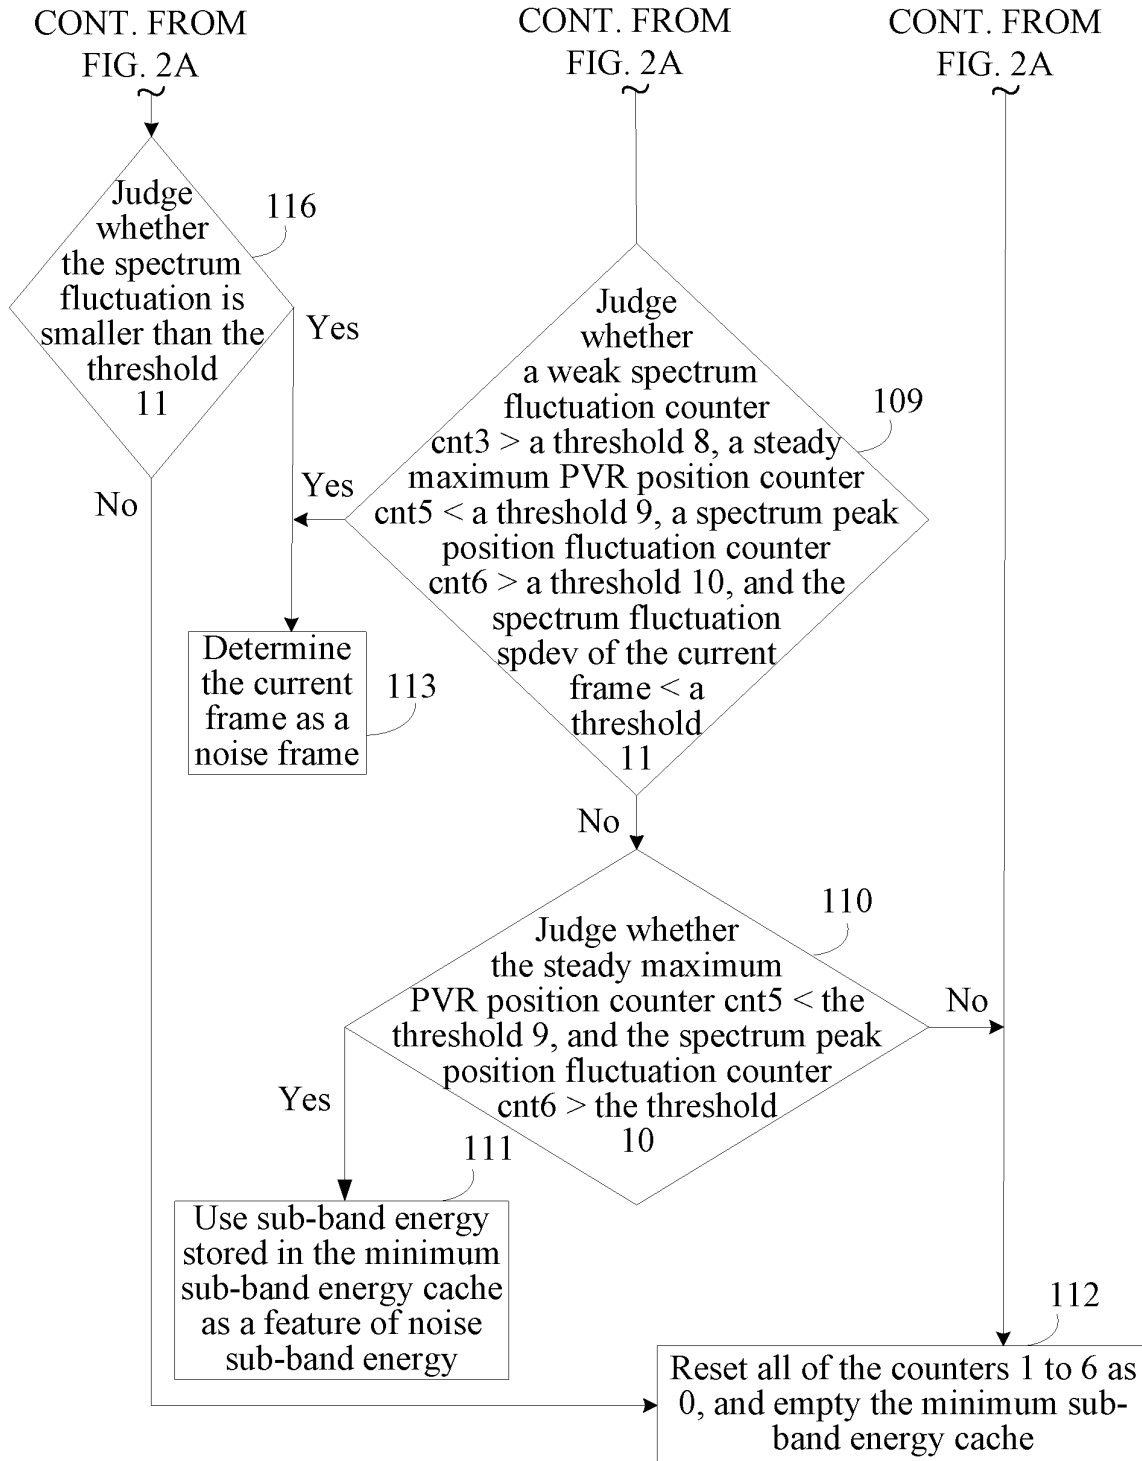 CONT. FROM
FIG. 2A
CONT. FROM
FIG. 2A
CONT. FROM
FIG. 2A
Judge
whether
the spectrum
fluctuation is
smaller than the
threshold
11
116
Yes
No
Judge
whether
a weak spectrum
fluctuation counter
cnt3 > a threshold 8, a steady
maximum PVR position counter
cnt5 < a threshold 9, a spectrum peak
position fluctuation counter
cnt6 > a threshold 10, and the
spectrum fluctuation
spdev of the current
frame < a
threshold
11
109
Yes
No
Determine
the current
frame as a
noise frame
113
Judge whether
the steady maximum
PVR position counter cnt5 < the
threshold 9, and the spectrum peak
position fluctuation counter
cnt6 > the threshold
10
110
No
Yes
111
Use sub-band energy
stored in the minimum
sub-band energy cache
as a feature of noise
sub-band energy
112
Reset all of the counters 1 to 6 as
0, and empty the minimum sub-
band energy cache